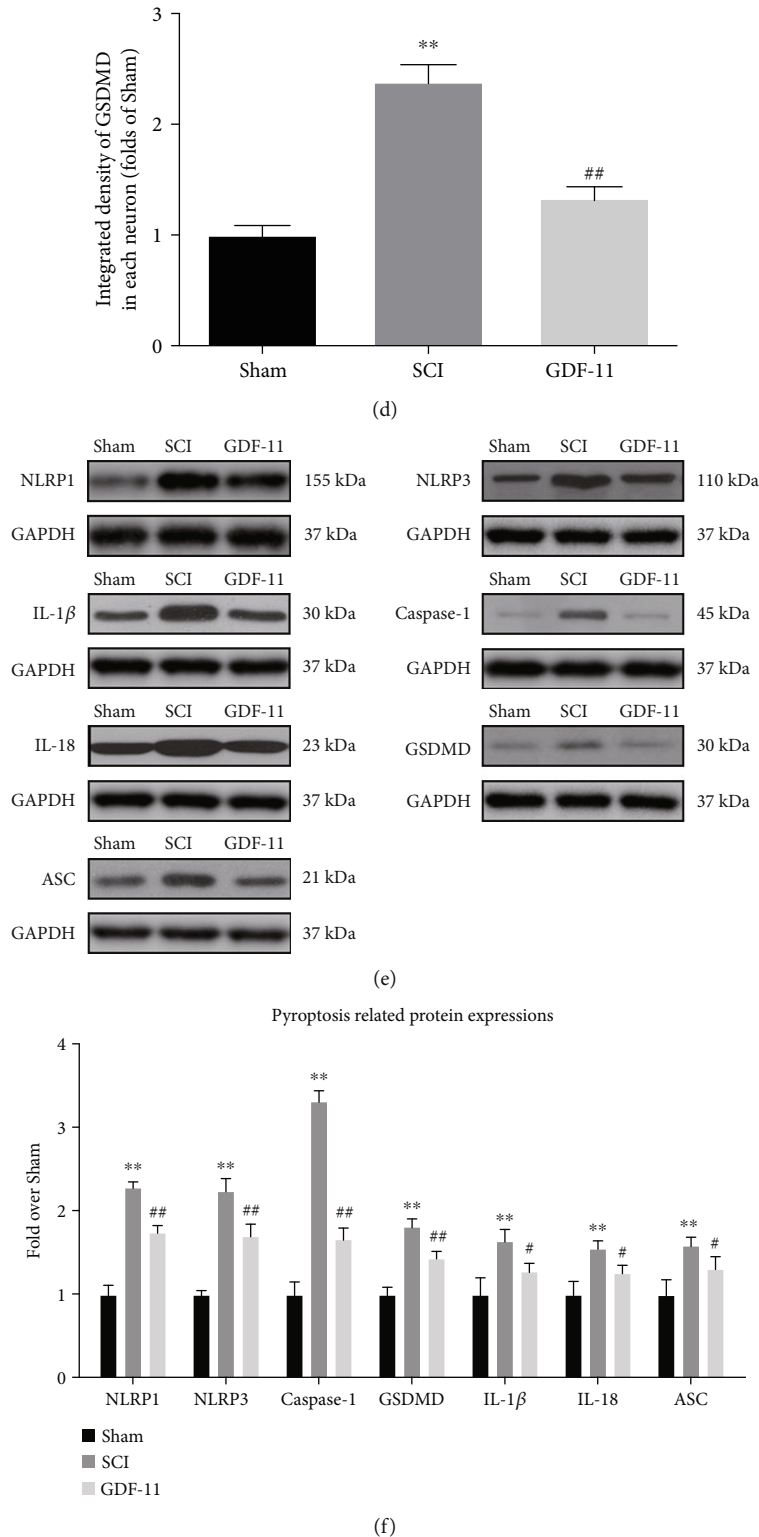 Integrated density of GSDMD
in each neuron (folds of Sham)
3
2
1
0
**
##
Sham SCI GDF-11
(d)
Sham SCI GDF-11
NLRP1 155 kDa
GAPDH 37 kDa
Sham SCI GDF-11
IL-1β 30 kDa
GAPDH 37 kDa
Sham SCI GDF-11
IL-18 23 kDa
GAPDH 37 kDa
Sham SCI GDF-11
ASC 21 kDa
GAPDH 37 kDa
Sham SCI GDF-11
NLRP3 110 kDa
GAPDH 37 kDa
Sham SCI GDF-11
Caspase-1 45 kDa
GAPDH 37 kDa
Sham SCI GDF-11
GSDMD 30 kDa
GAPDH 37 kDa
(e)
Pyroptosis related protein expressions
Fold over Sham
4
3
2
1
0
** ## ** ## ** ## ** ## ** # ** # ** #
NLRP1 NLRP3 Caspase-1 GSDMD IL-1β IL-18 ASC
Sham
SCI
GDF-11
(f)